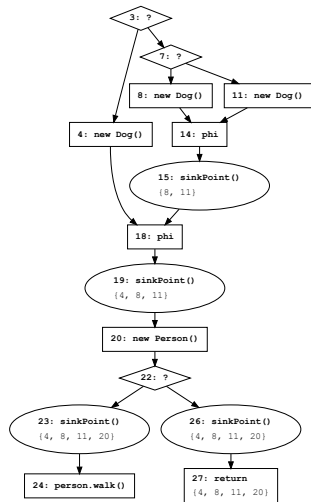 3: ?
7: ?
8: new Dog()
11: new Dog()
4: new Dog()
14: phi
15: sinkPoint()
{8, 11}
18: phi
19: sinkPoint()
{4, 8, 11}
20: new Person()
22: ?
23: sinkPoint()
{4, 8, 11, 20}
26: sinkPoint()
{4, 8, 11, 20}
24: person.walk()
27: return
{4, 8, 11, 20}